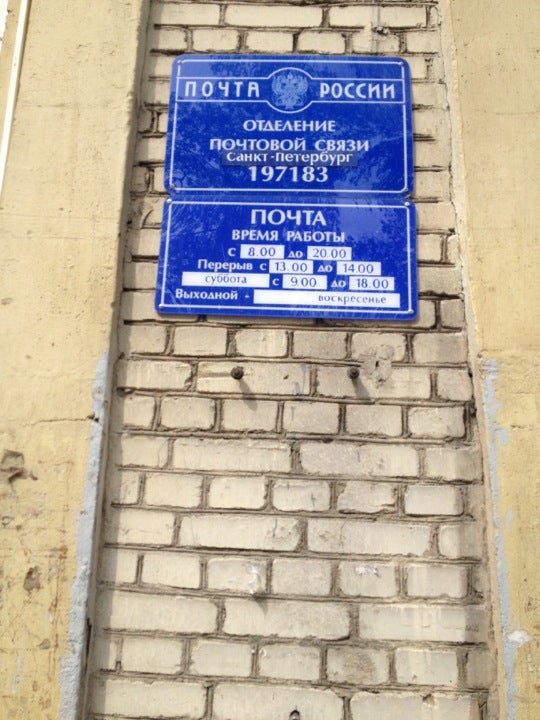 ПОЧТА РОССИИ
ОТДЕЛЕНИЕ
ПОЧТОВОЙ СВЯЗИ
Санкт-Петербург
197183
ПОЧТА
ВРЕМЯ РАБОТЫ
С 8.00 ДО 20.00
Перерыв с 13.00 до 14.00
суббота с 9.00 до 18.00
Выходной - воскресенье